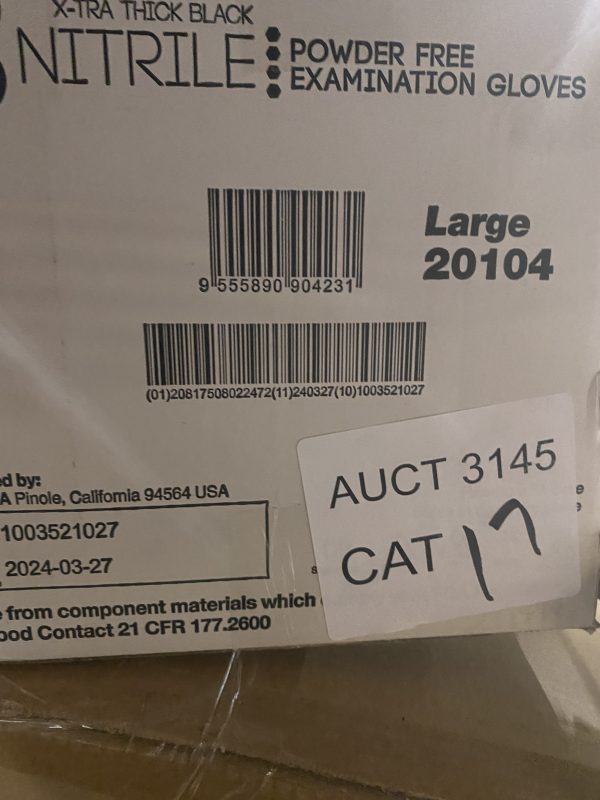 X-TRA THICK BLACK
NITRILE
POWDER FREE
EXAMINATION GLOVES
Large
20104
9 555890 904231
(01)20817508022472(11)240327(10)1003521027
ed by:
A Pinole, California 94564 USA
1003521027
2024-03-27
from component materials which
ood Contact 21 CFR 177.2600
AUCT 3145
CAT 17